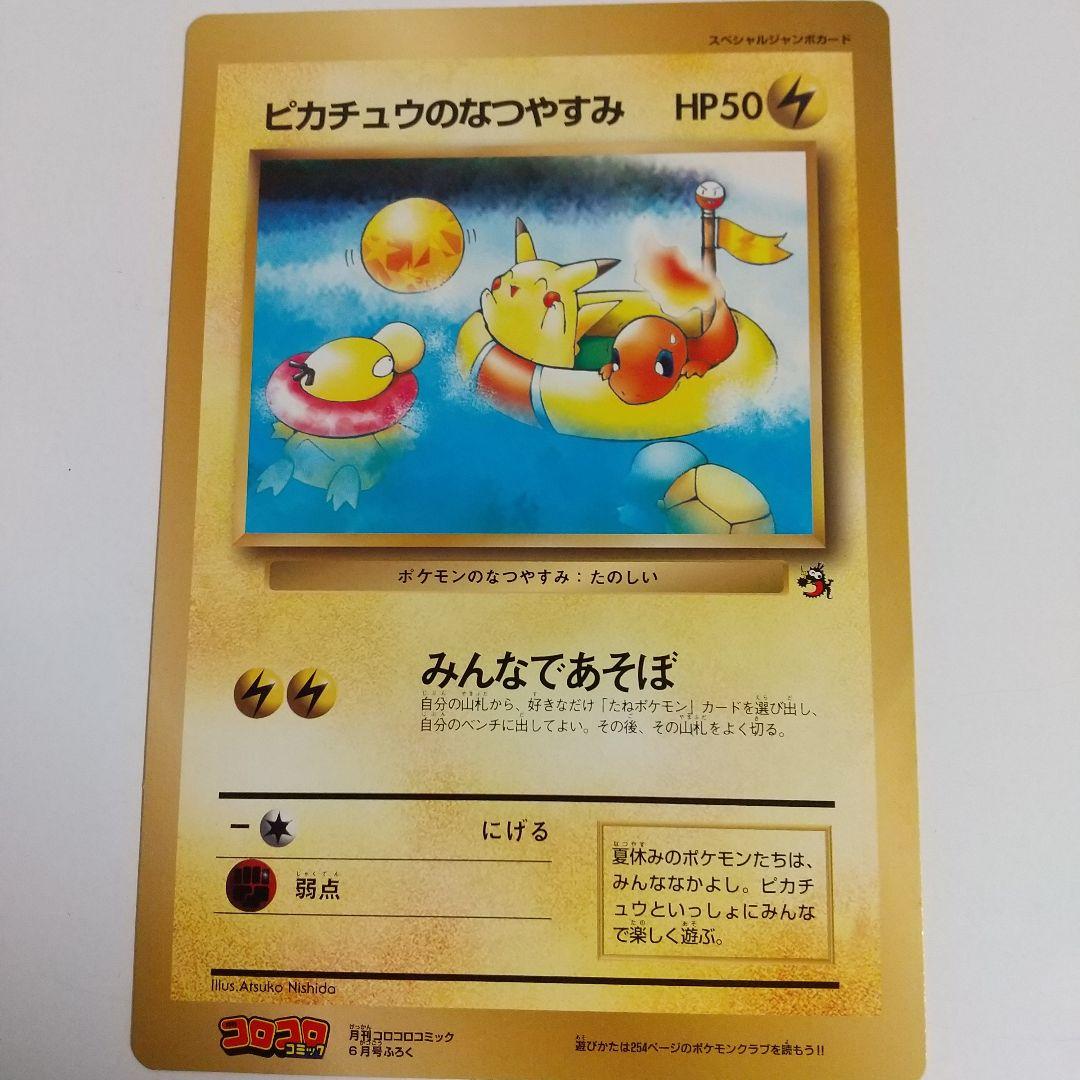 スペシャルジャンボカード
ピカチュウのなつやすみ HP50
ポケモンのなつやすみ：たのしい
みんなであそぼ
自分の山札から、好きなだけ「たねポケモン」カードを選び出し、
自分のベンチに出してよい。その後、その山札をよく切る。
ー にげる
弱点
夏休みのポケモンたちは、
みんななかよし。ピカチ
ュウといっしょにみんな
で楽しく遊ぶ。
Illus.Atsuko Nishida
コロコロ
コミック
月刊コロコロコミック
6月号ふろく
遊びかたは254ページのポケモンクラブを読もう!!